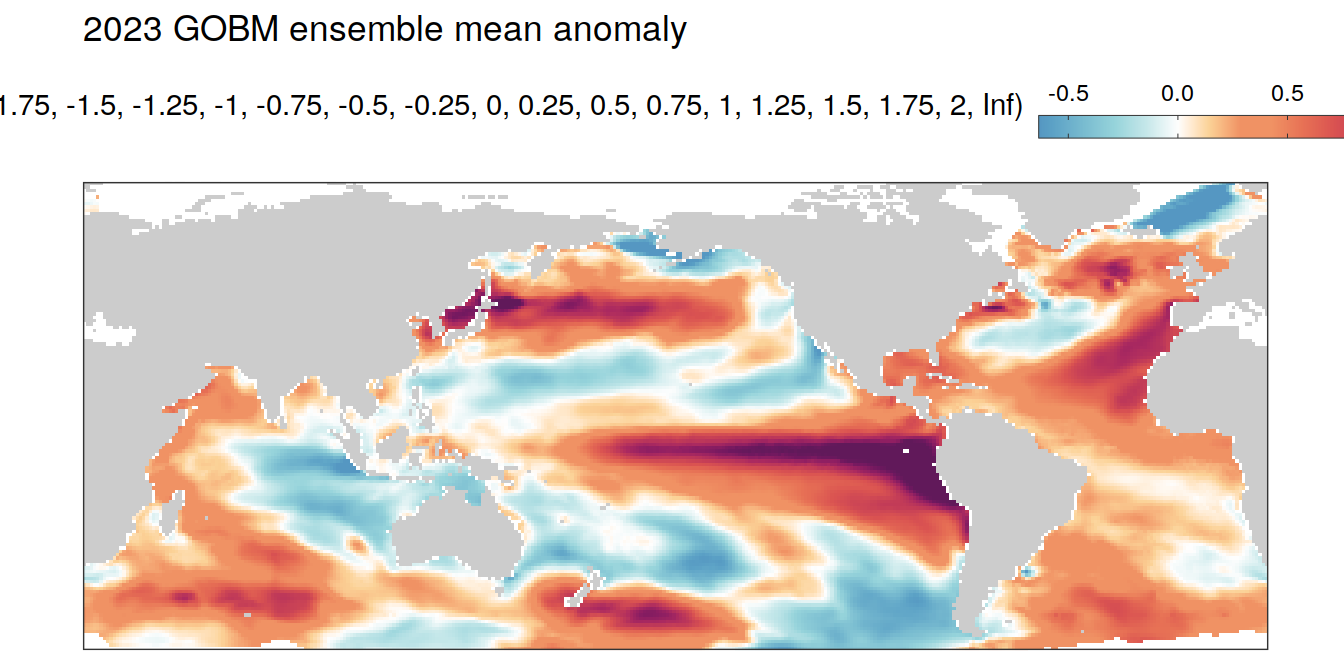 2023 GOBM ensemble mean anomaly
1.75, -1.5, -1.25, -1, -0.75, -0.5, -0.25, 0, 0.25, 0.5, 0.75, 1, 1.25, 1.5, 1.75, 2, Inf)
-0.5 0.0 0.5